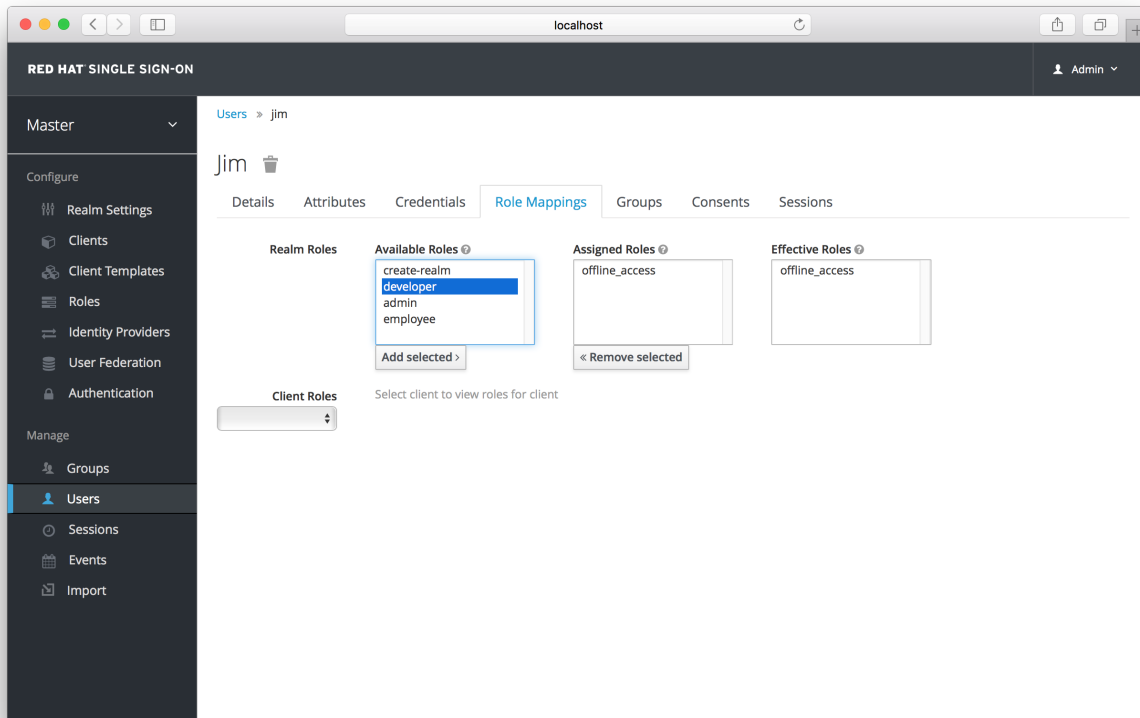 localhost
RED HAT SINGLE SIGN-ON
Admin
Master
Users » jim
Jim
Configure
Realm Settings
Clients
Client Templates
Roles
Identity Providers
User Federation
Authentication
Manage
Groups
Users
Sessions
Events
Import
Details Attributes Credentials Role Mappings Groups Consents Sessions
Realm Roles
Available Roles ?
create-realm
developer
admin
employee
Add selected ›
Assigned Roles ?
offline_access
« Remove selected
Effective Roles ?
offline_access
Client Roles
Select client to view roles for client